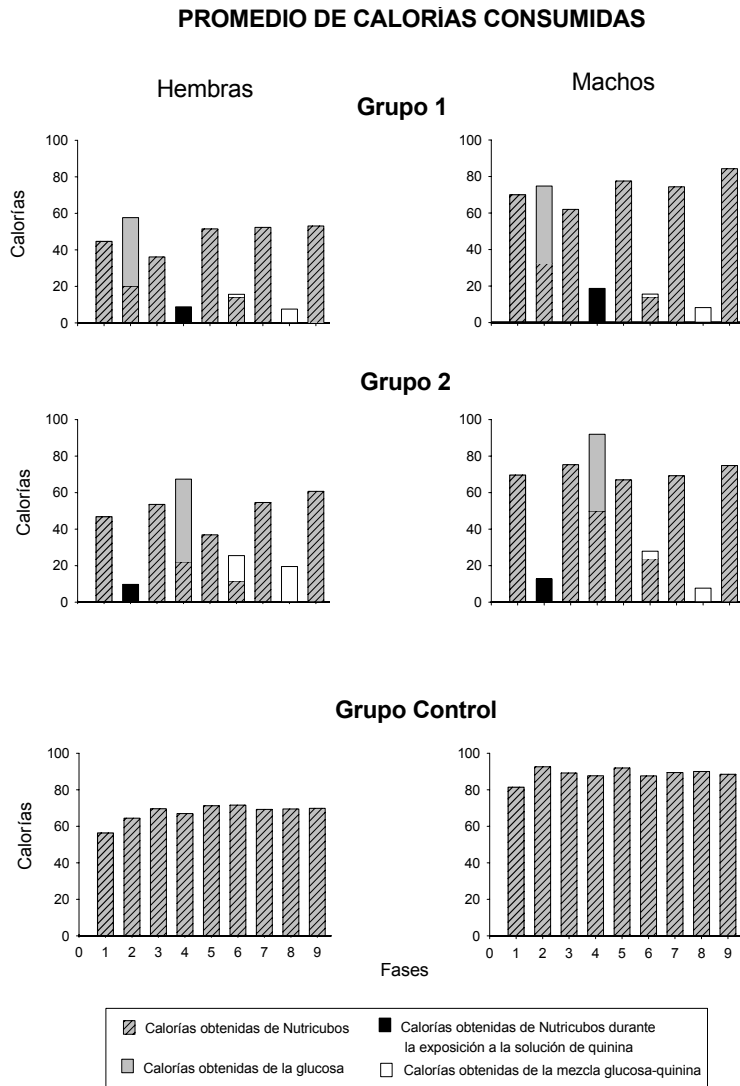 PROMEDIO DE CALORÍAS CONSUMIDAS
Hembras
Machos
Grupo 1
Calorías
100
80
60
40
20
0
100
80
60
40
20
0
Grupo 2
Calorías
100
80
60
40
20
0
100
80
60
40
20
0
Grupo Control
Calorías
100
80
60
40
20
0
0 1 2 3 4 5 6 7 8 9
100
80
60
40
20
0
0 1 2 3 4 5 6 7 8 9
Fases
Calorías obtenidas de Nutricubos
Calorías obtenidas de Nutricubos durante
la exposición a la solución de quinina
Calorías obtenidas de la glucosa
Calorías obtenidas de la mezcla glucosa-quinina